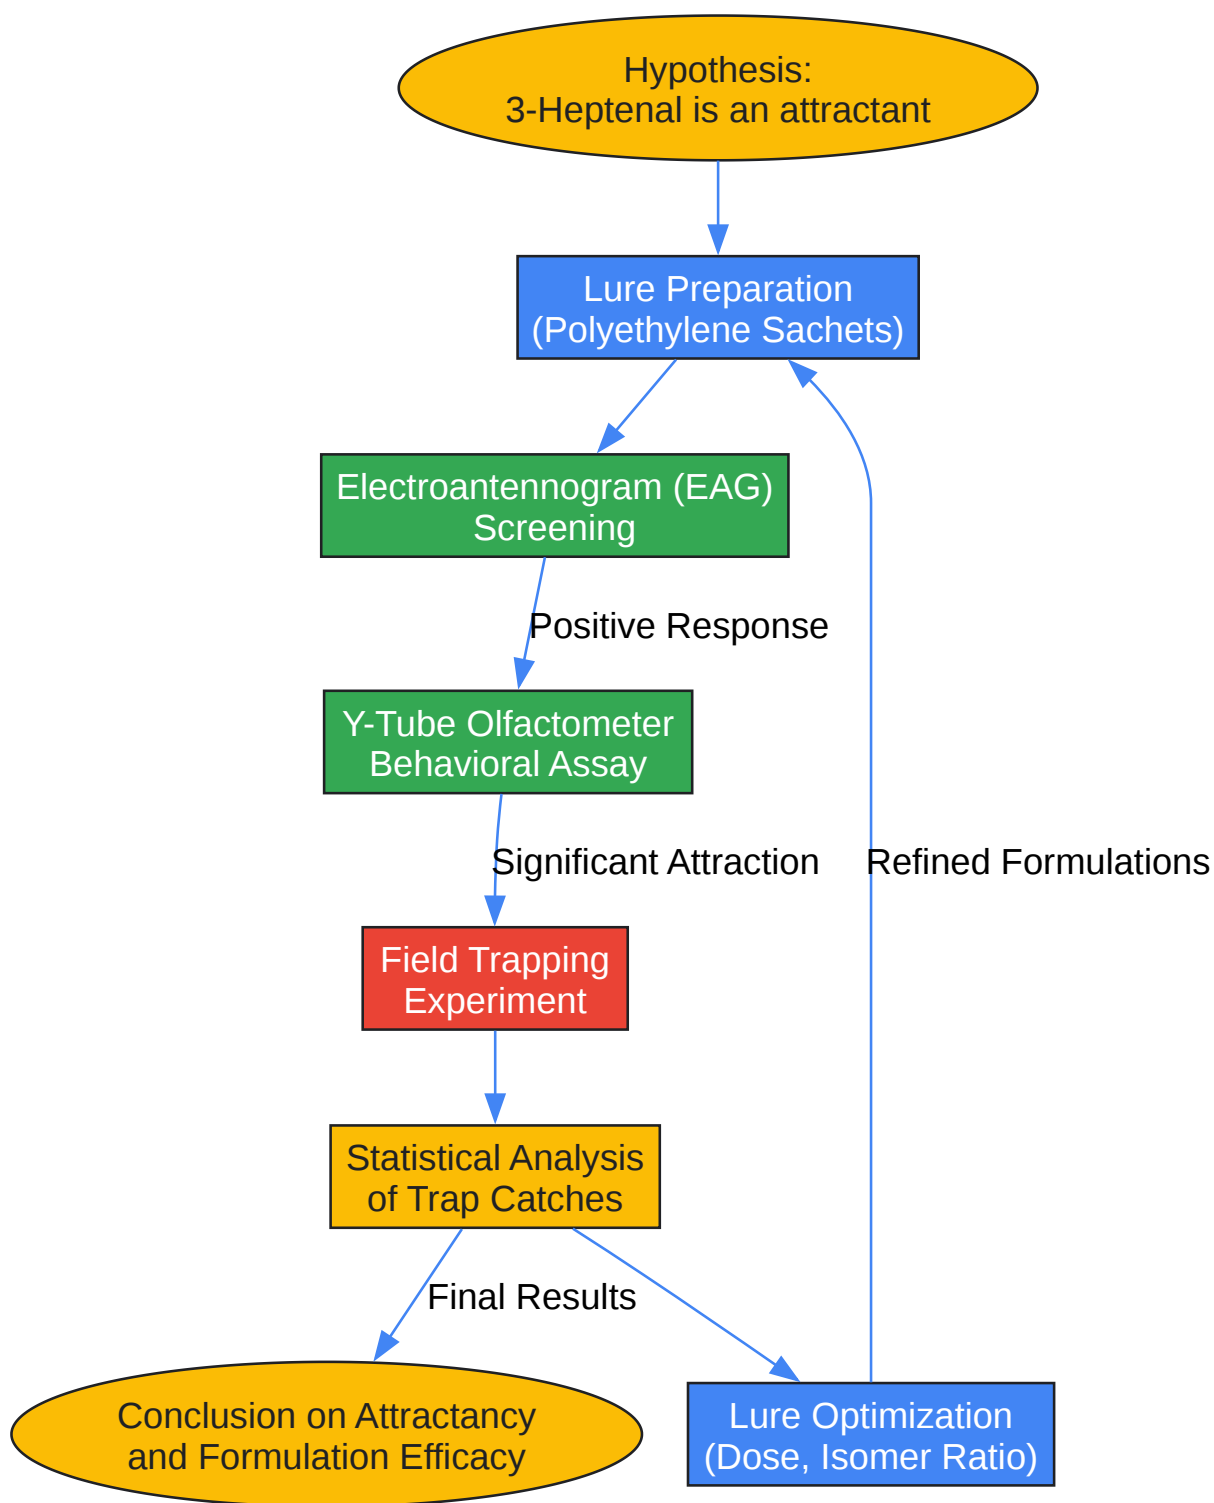 Hypothesis:
3-Heptenal is an attractant
Lure Preparation
(Polyethylene Sachets)
Electroantennogram (EAG)
Screening
Positive Response
Y-Tube Olfactometer
Behavioral Assay
Significant Attraction
Refined Formulations
Field Trapping
Experiment
Statistical Analysis
of Trap Catches
Final Results
Conclusion on Attractancy
and Formulation Efficacy
Lure Optimization
(Dose, Isomer Ratio)